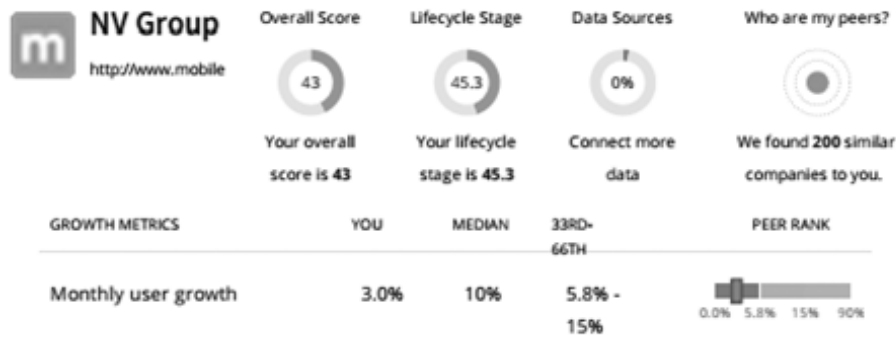 m
NV Group
http://www.mobile
Overall Score
43
Your overall
score is 43
Lifecycle Stage
45.3
Your lifecycle
stage is 45.3
Data Sources
0%
Connect more
data
Who are my peers?
We found 200 similar
companies to you.
GROWTH METRICS YOU MEDIAN 33RD- PEER RANK
66TH
Monthly user growth 3.0% 10% 5.8% -
15%
0.0% 5.8% 15% 90%